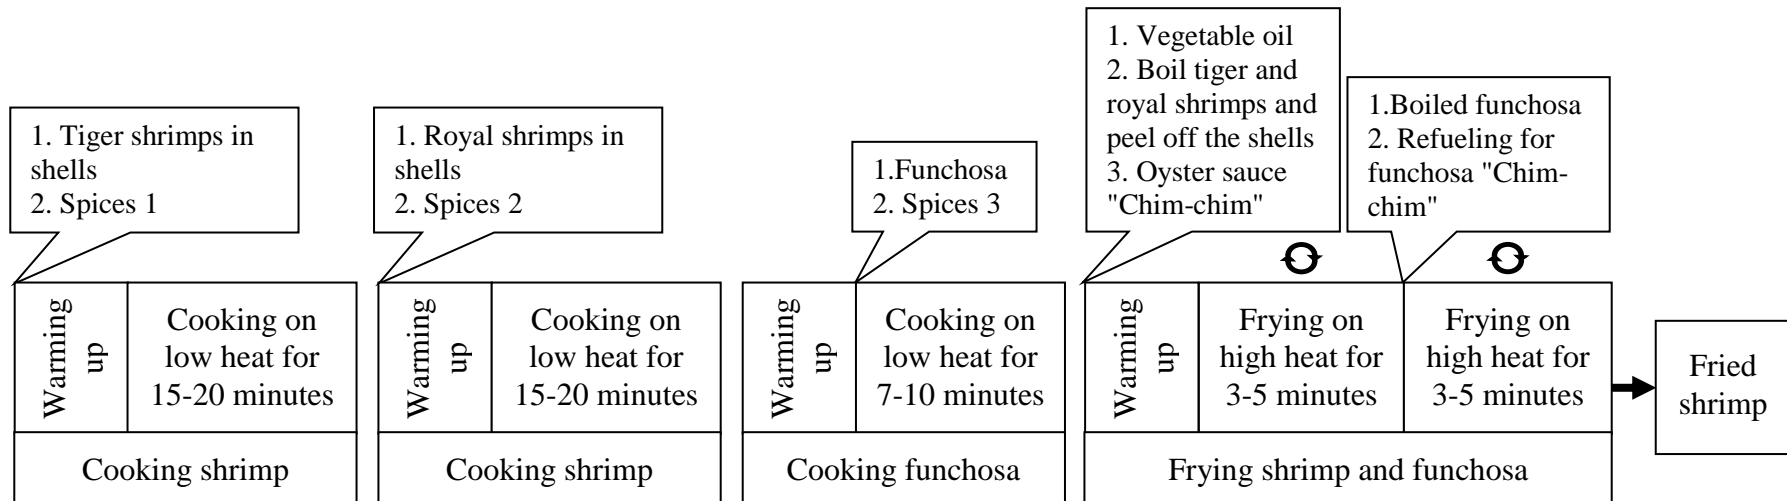 1. Tiger shrimps in
shells
2. Spices 1
1. Royal shrimps in
shells
2. Spices 2
1.Funchosa
2. Spices 3
1. Vegetable oil
2. Boil tiger and
royal shrimps and
peel off the shells
3. Oyster sauce
"Chim-chim"
1.Boiled funchosa
2. Refueling for
funchosa "Chim-
chim"
Warming
up
Cooking on
low heat for
15-20 minutes
Warming
up
Cooking on
low heat for
15-20 minutes
Warming
up
Cooking on
low heat for
7-10 minutes
Warming
up
Frying on
high heat for
3-5 minutes
Frying on
high heat for
3-5 minutes
Fried
shrimp
Cooking shrimp
Cooking shrimp
Cooking funchosa
Frying shrimp and funchosa